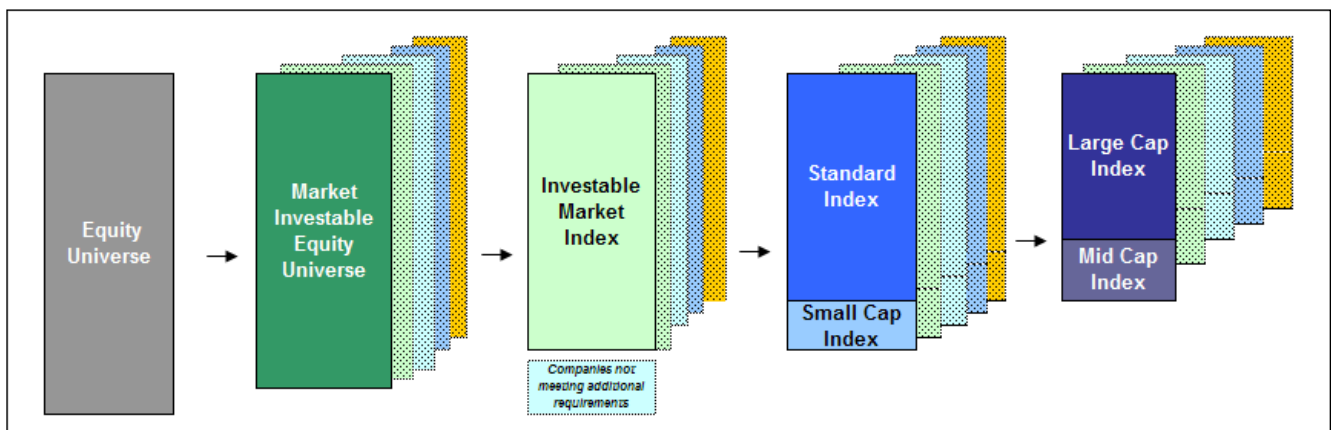 Equity
Universe
Market
Investable
Equity
Universe
Investable
Market
Index
Companies not
meeting additional
requirements
Standard
Index
Small Cap
Index
Large Cap
Index
Mid Cap
Index